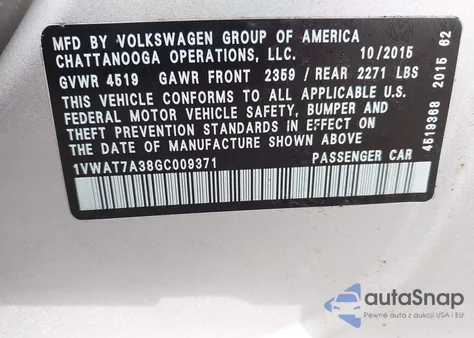 MFD BY VOLKSWAGEN GROUP OF AMERICA
CHATTANOOGA OPERATIONS, LLC. 10/2015
GVWR 4519 GAWR FRONT 2359 / REAR 2271 LBS
THIS VEHICLE CONFORMS TO ALL APPLICABLE U.S.
FEDERAL MOTOR VEHICLE SAFETY, BUMPER AND
THEFT PREVENTION STANDARDS IN EFFECT ON
THE DATE OF MANUFACTURE SHOWN ABOVE
1VWAT7A38GC009371 PASSENGER CAR
4519368 2015 62
autoSnap
Pewne auta z aukcji USA i EU